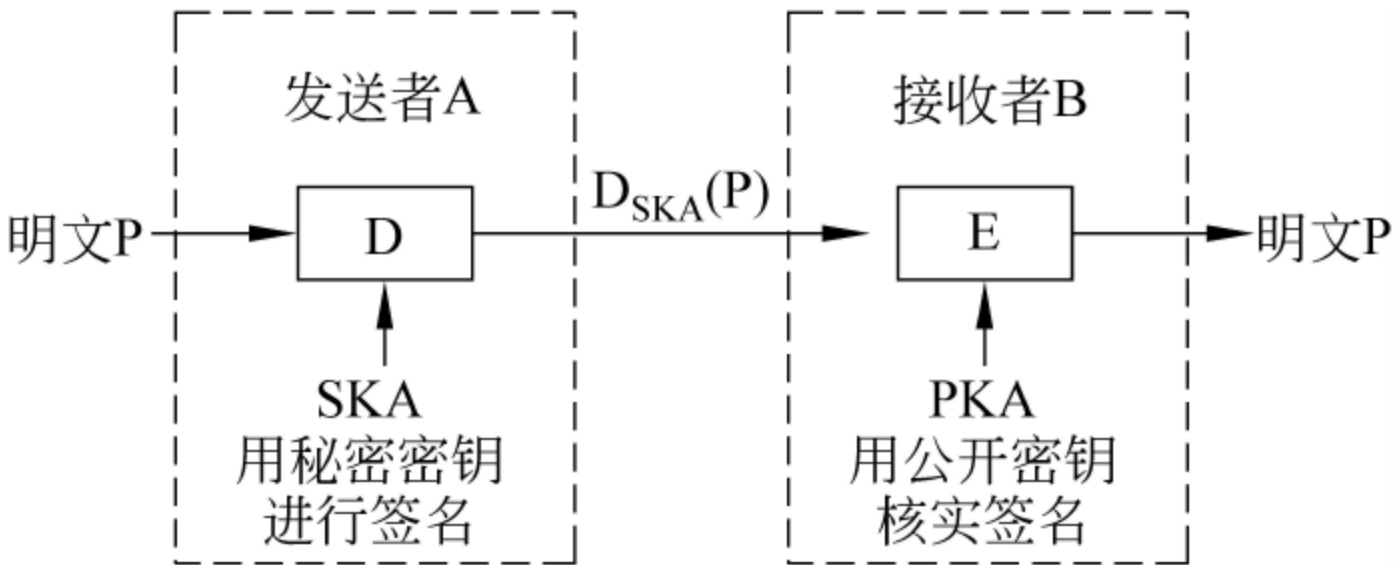 发送者A
接收者B
明文P
D
D_SKA(P)
E
明文P
SKA
用秘密密钥
进行签名
PKA
用公开密钥
核实签名